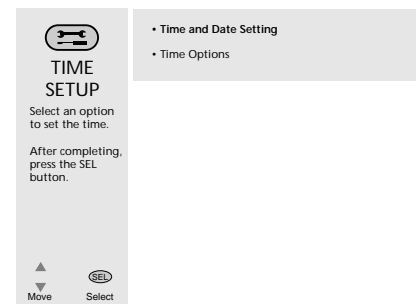 TIME
SETUP
Select an option
to set the time.
After completing,
press the SEL
button.
SEL
Move Select
• Time and Date Setting
• Time Options